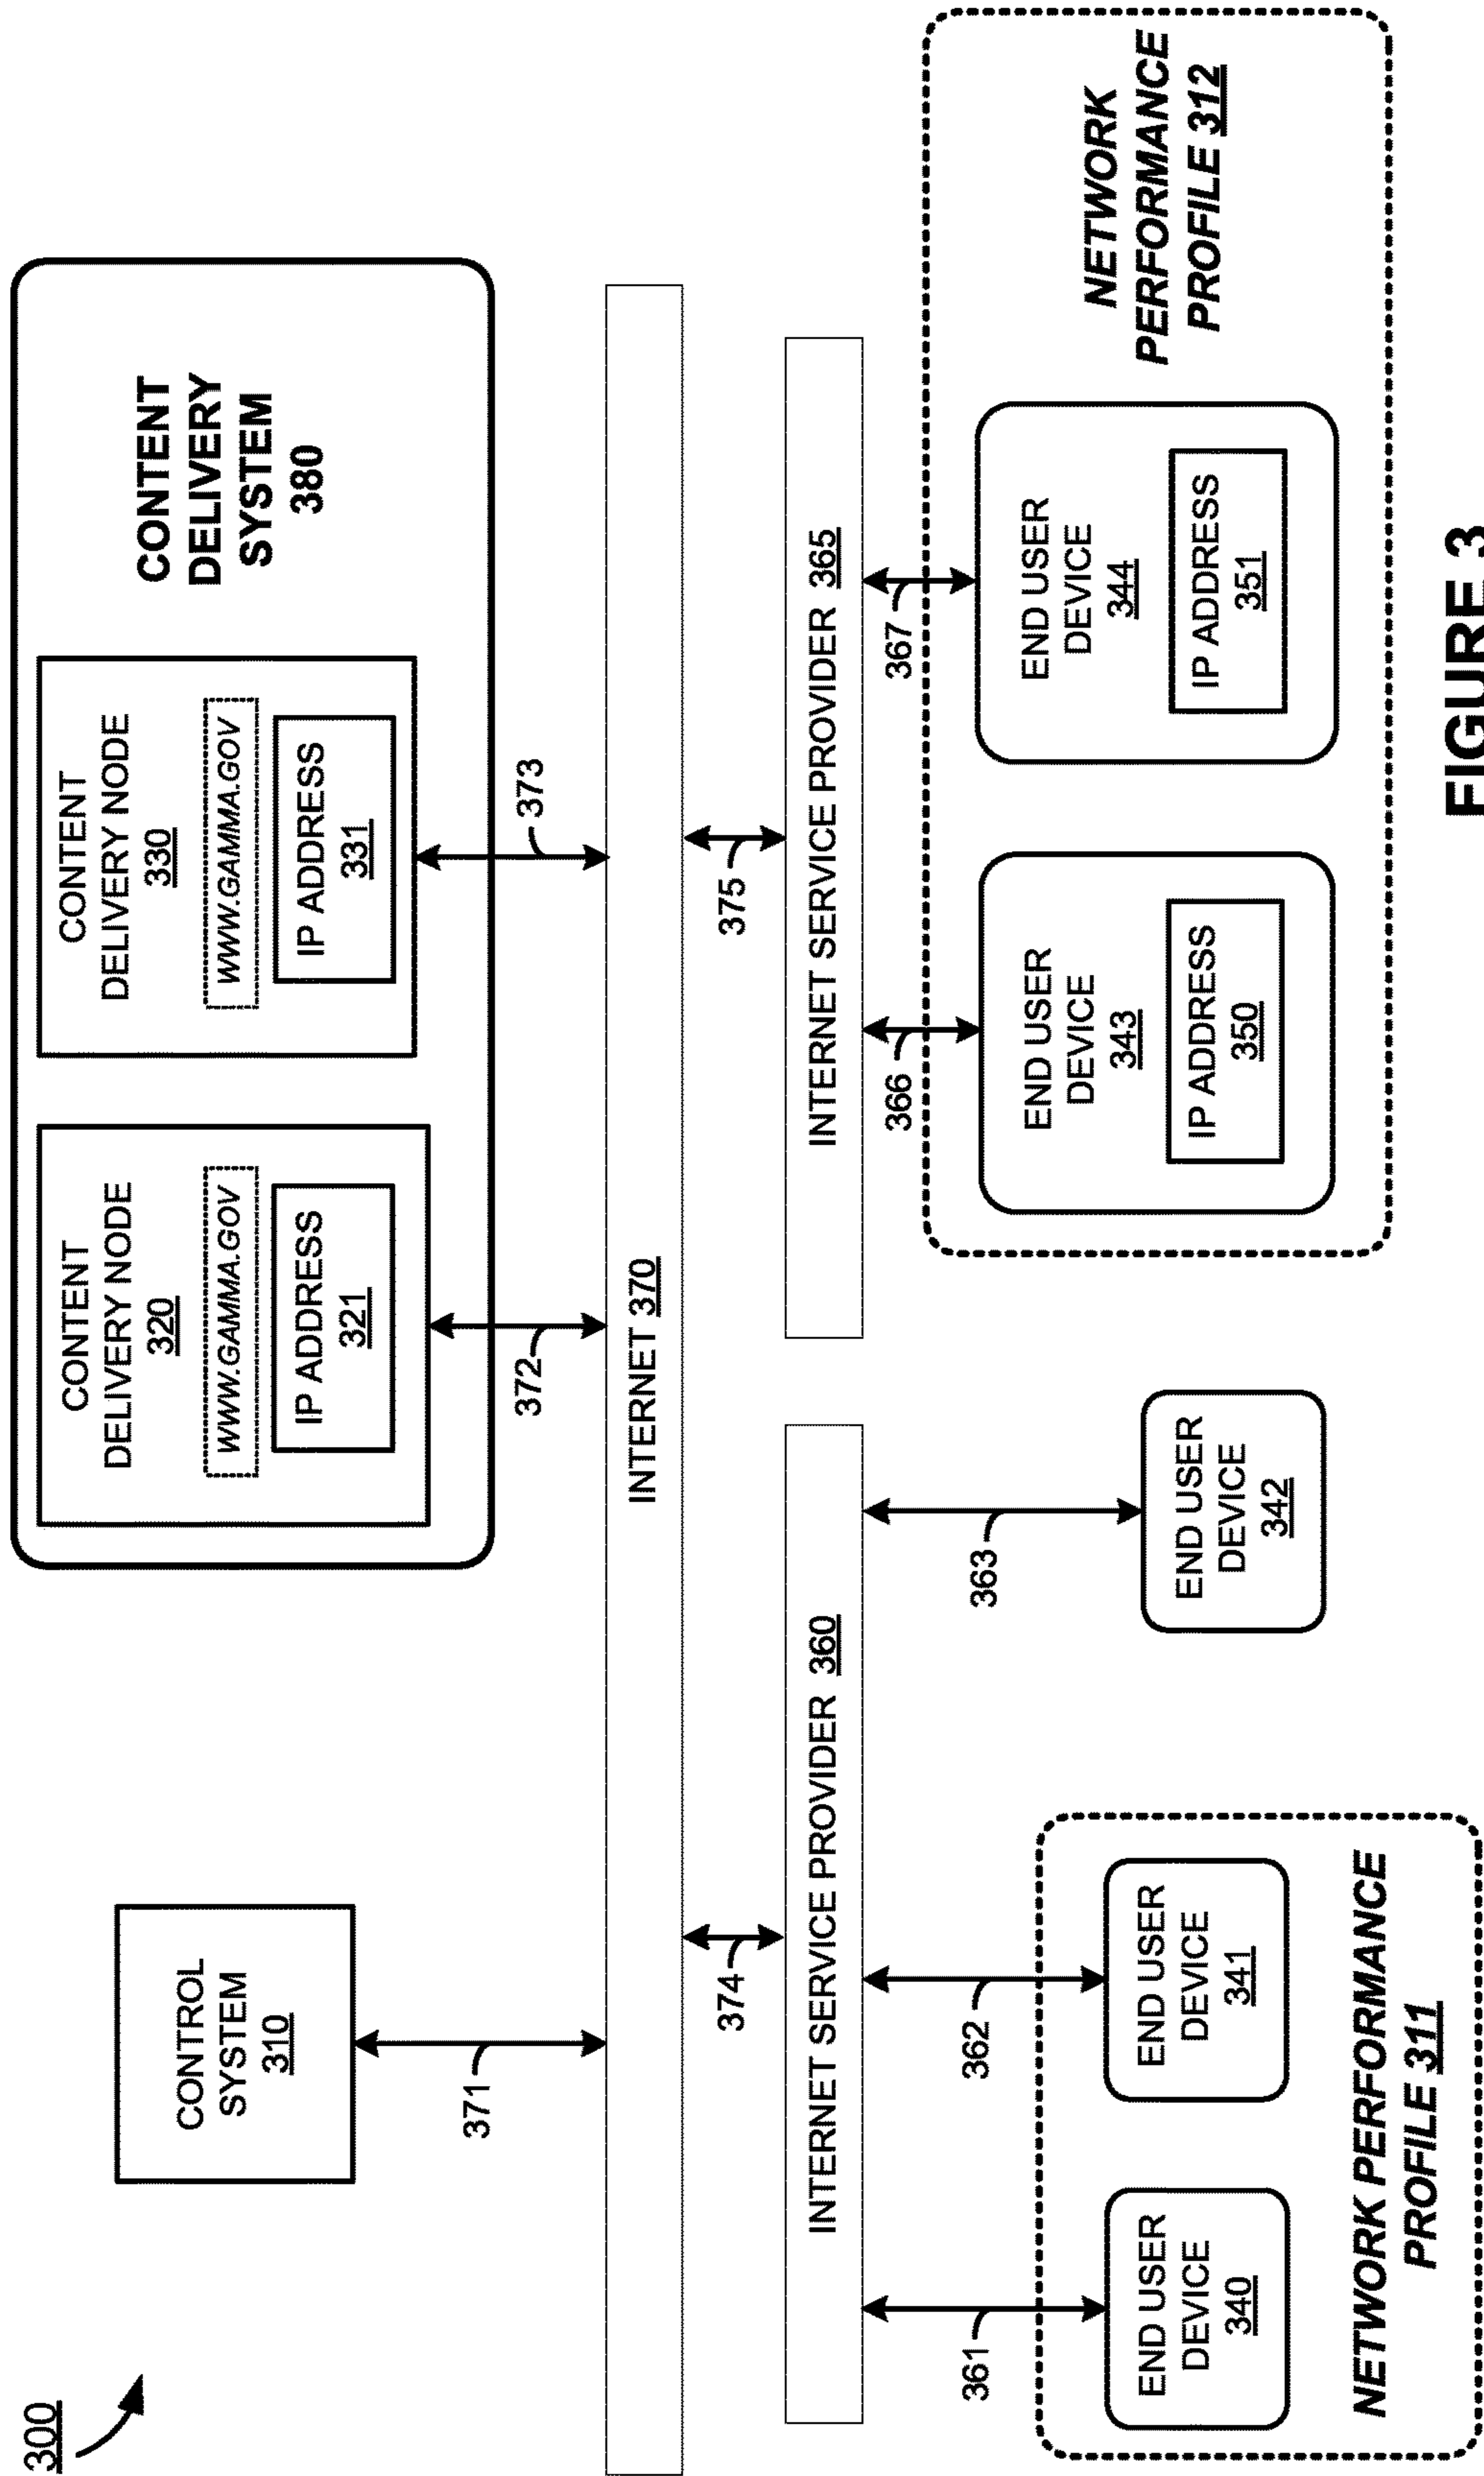 300
CONTROL
SYSTEM
310
371
CONTENT
DELIVERY NODE
320
WWW.GAMMA.GOV
IP ADDRESS
321
372
CONTENT
DELIVERY NODE
330
WWW.GAMMA.GOV
IP ADDRESS
331
373
CONTENT
DELIVERY
SYSTEM
380
INTERNET 370
374
375
INTERNET SERVICE PROVIDER 360
INTERNET SERVICE PROVIDER 365
361
362
363
366
367
END USER
DEVICE
340
END USER
DEVICE
341
NETWORK PERFORMANCE
PROFILE 311
END USER
DEVICE
342
END USER
DEVICE
343
IP ADDRESS
350
END USER
DEVICE
344
IP ADDRESS
351
NETWORK
PERFORMANCE
PROFILE 312
FIGURE 3